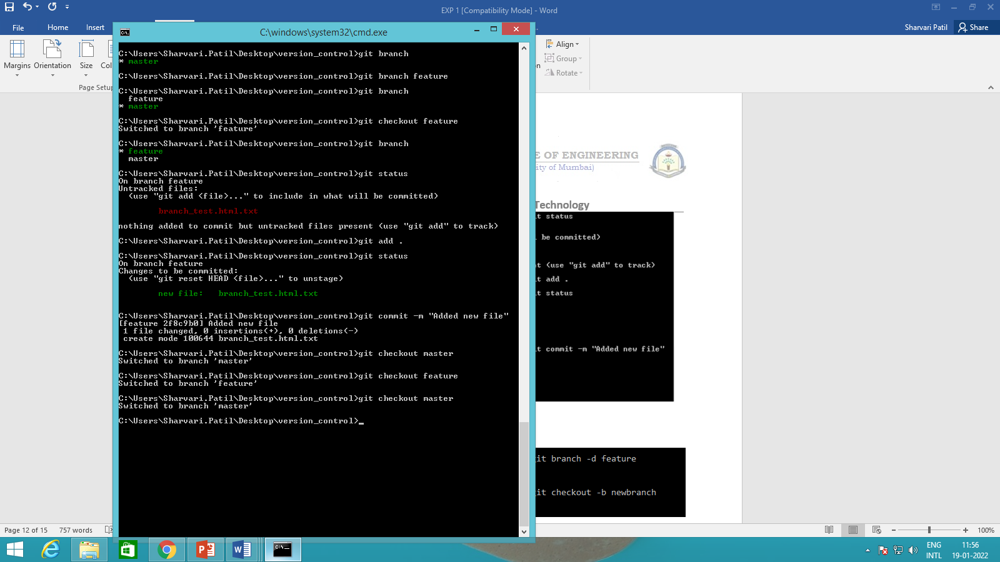 EXP 1 [Compatibility Mode] - Word
File
Home
Insert
Sharvari Patil
Share
C:\windows\system32\cmd.exe
Margins
Orientation
Size
Page Setup
Align
Group
Rotate
C:\Users\Sharvari.Patil\Desktop\version_control>git branch
* master
C:\Users\Sharvari.Patil\Desktop\version_control>git branch feature
C:\Users\Sharvari.Patil\Desktop\version_control>git branch
feature
* master
C:\Users\Sharvari.Patil\Desktop\version_control>git checkout feature
Switched to branch 'feature'
C:\Users\Sharvari.Patil\Desktop\version_control>git branch
* feature
master
C:\Users\Sharvari.Patil\Desktop\version_control>git status
On branch feature
Untracked files:
(use "git add <file>..." to include in what will be committed)
branch_test.html.txt
nothing added to commit but untracked files present (use "git add" to track)
C:\Users\Sharvari.Patil\Desktop\version_control>git add .
C:\Users\Sharvari.Patil\Desktop\version_control>git status
On branch feature
Changes to be committed:
(use "git reset HEAD <file>..." to unstage)
new file:   branch_test.html.txt
C:\Users\Sharvari.Patil\Desktop\version_control>git commit -m "Added new file"
[feature 2f8c9b0] Added new file
1 file changed, 0 insertions(+), 0 deletions(-)
create mode 100644 branch_test.html.txt
C:\Users\Sharvari.Patil\Desktop\version_control>git checkout master
Switched to branch 'master'
C:\Users\Sharvari.Patil\Desktop\version_control>git checkout feature
Switched to branch 'feature'
C:\Users\Sharvari.Patil\Desktop\version_control>git checkout master
Switched to branch 'master'
C:\Users\Sharvari.Patil\Desktop\version_control>
E OF ENGINEERING
ity of Mumbai)
Technology
it status
l be committed)
t (use "git add" to track)
it add .
it status
it commit -m "Added new file"
git branch -d feature
git checkout -b newbranch
Page 12 of 15
757 words
100%
ENG
INTL
11:56
19-01-2022